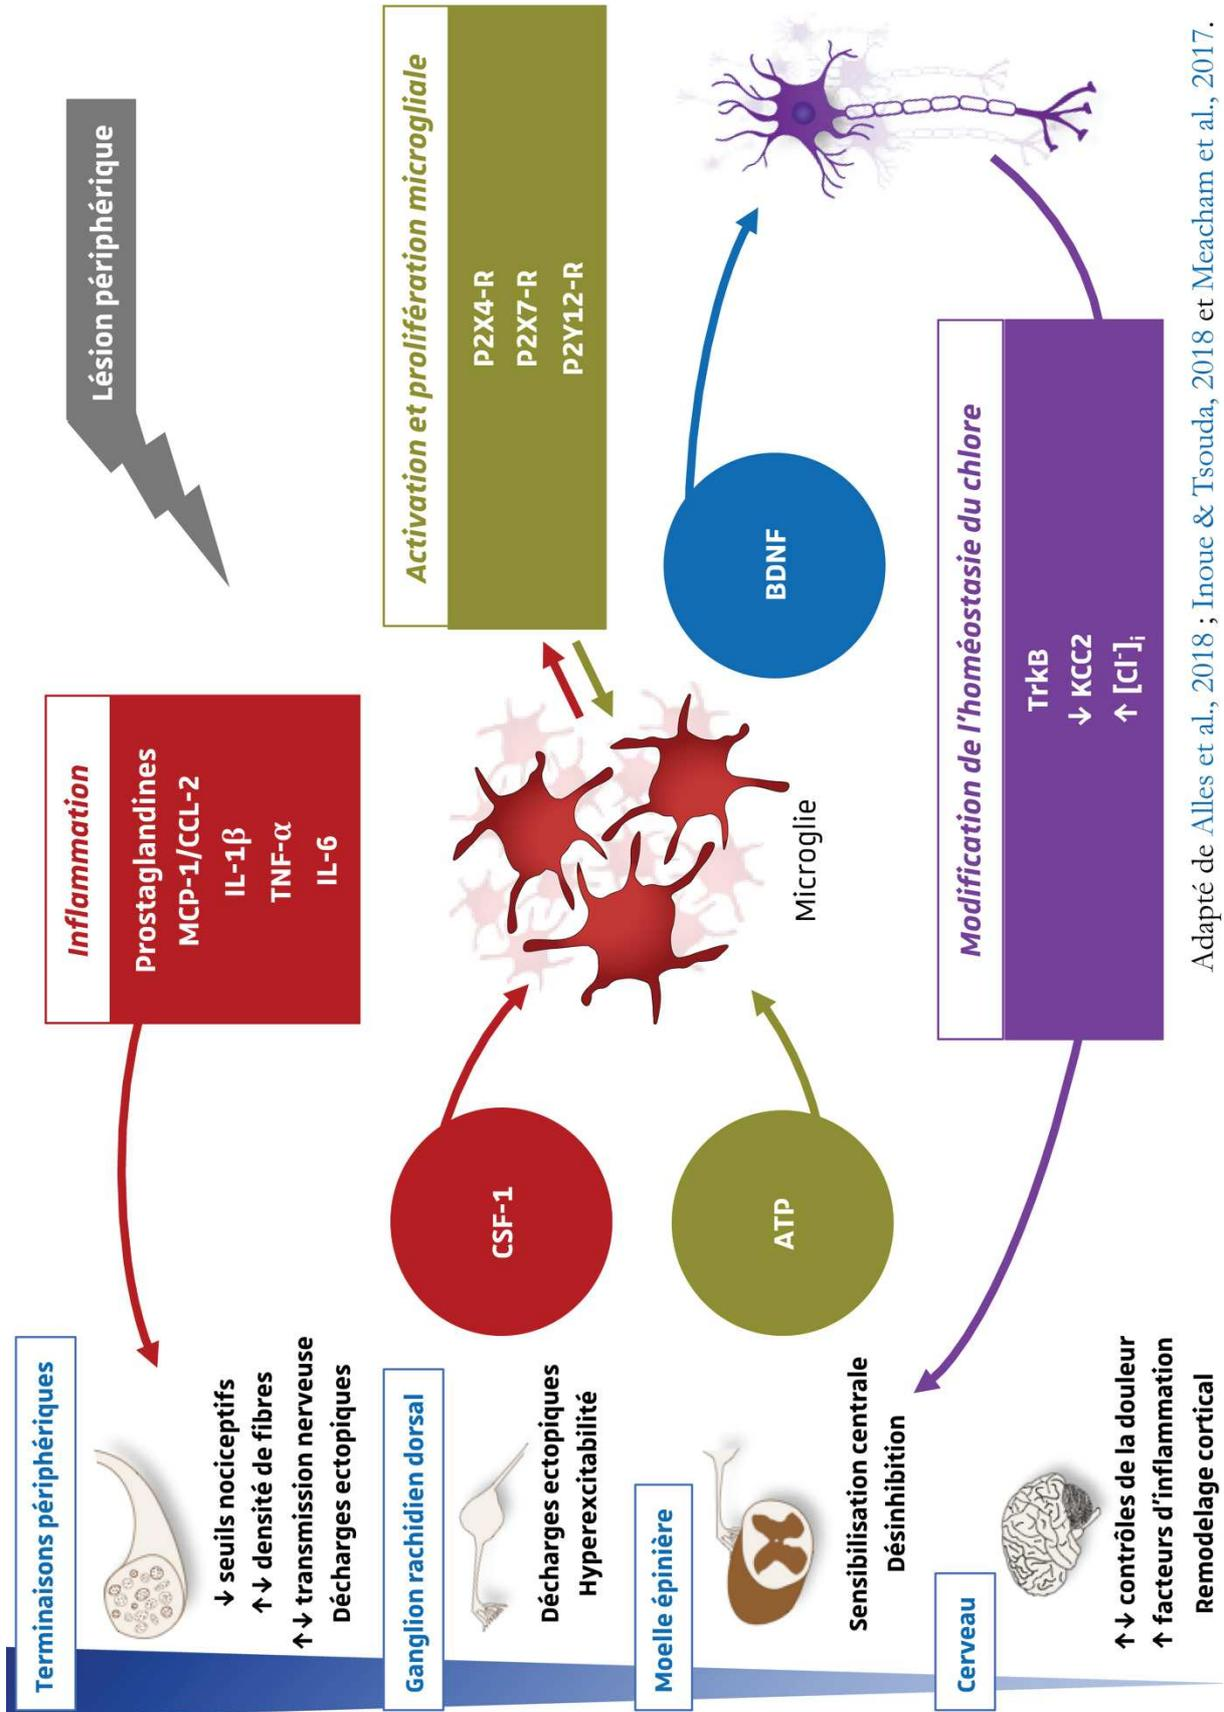 Terminaisons périphériques
↓ seuils nociceptifs
↑↓ densité de fibres
↑↓ transmission nerveuse
Décharges ectopiques
Ganglion rachidien dorsal
Décharges ectopiques
Hyperexcitabilité
Moelle épinière
Sensibilisation centrale
Désinhibition
Cerveau
↑↓ contrôles de la douleur
↑ facteurs d'inflammation
Remodelage cortical
Inflammation
Prostaglandines
MCP-1/CCL-2
IL-1β
TNF-α
IL-6
Lésion périphérique
CSF-1
ATP
Microglie
Activation et prolifération microgliale
P2X4-R
P2X7-R
P2Y12-R
BDNF
Modification de l'homéostasie du chlore
TrkB
↓ KCC2
↑ [Cl⁻]ᵢ
Adapté de Alles et al., 2018 ; Inoue & Tsouda, 2018 et Meacham et al., 2017.